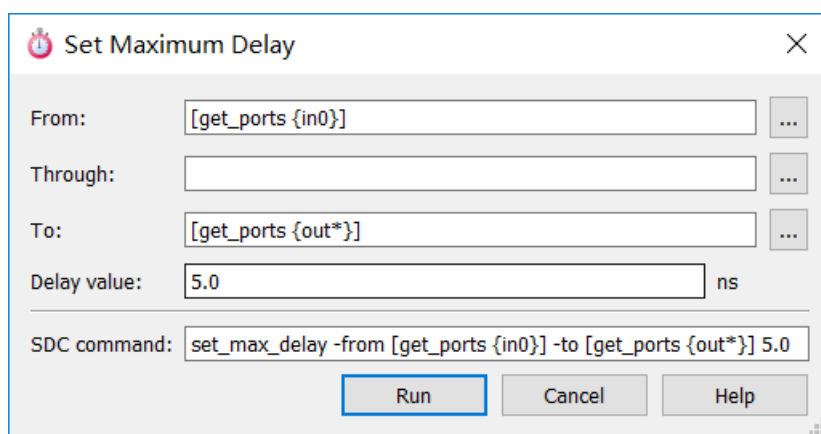 Set Maximum Delay
From: [get_ports {in0}] ...
Through: ...
To: [get_ports {out*}] ...
Delay value: 5.0 ns
SDC command: set_max_delay -from [get_ports {in0}] -to [get_ports {out*}] 5.0
Run Cancel Help